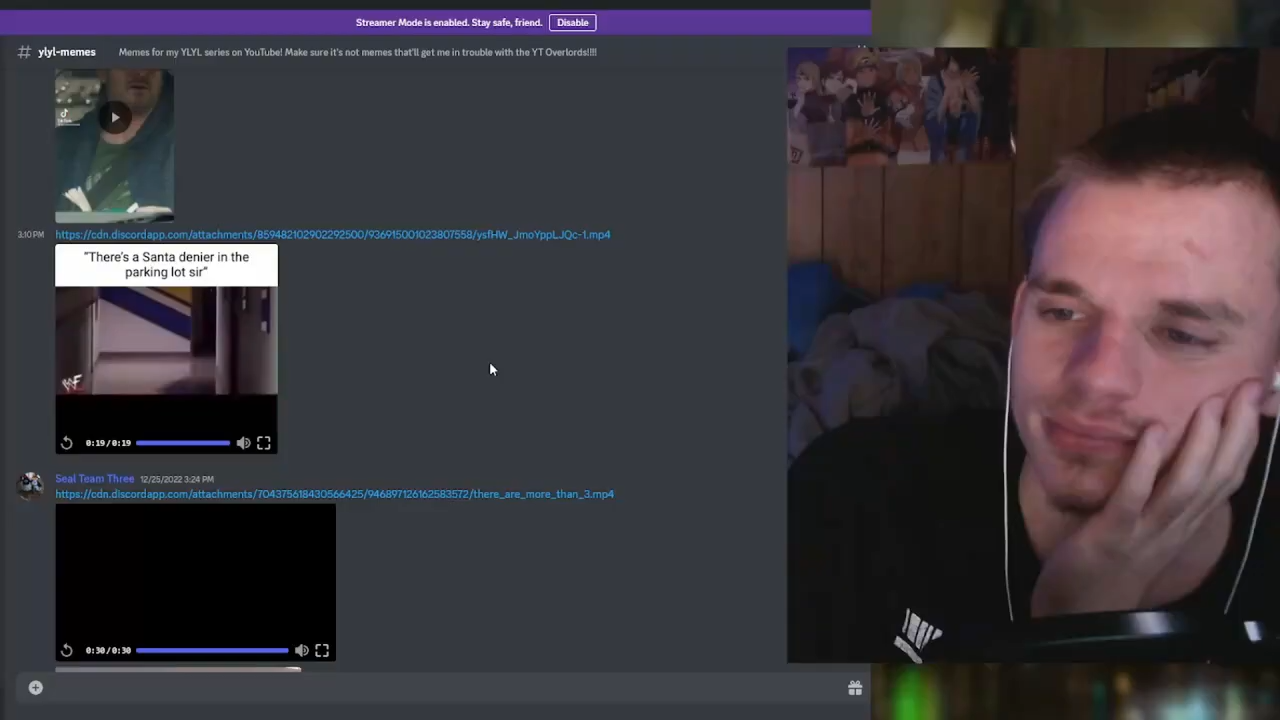 Streamer Mode is enabled. Stay safe, friend.
Disable
# ylyl-memes
Memes for my YLYL series on YouTube! Make sure it's not memes that'll get me in trouble with the YT Overlords!!!!
3:10 PM
https://cdn.discordapp.com/attachments/859482102902292500/936915001023807558/ysfHW_JmoYppLJQc-1.mp4
"There's a Santa denier in the
parking lot sir"
0:19/0:19
Seal Team Three 12/25/2022 3:24 PM
https://cdn.discordapp.com/attachments/704375618430566425/946897126162583572/there_are_more_than_3.mp4
0:30/0:30